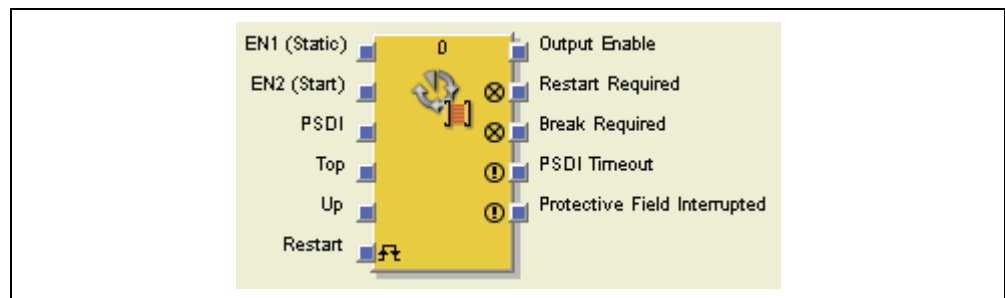 EN1 (Static)
0
Output Enable
EN2 (Start)
Restart Required
PSDI
Break Required
Top
PSDI Timeout
Up
Protective Field Interrupted
Restart